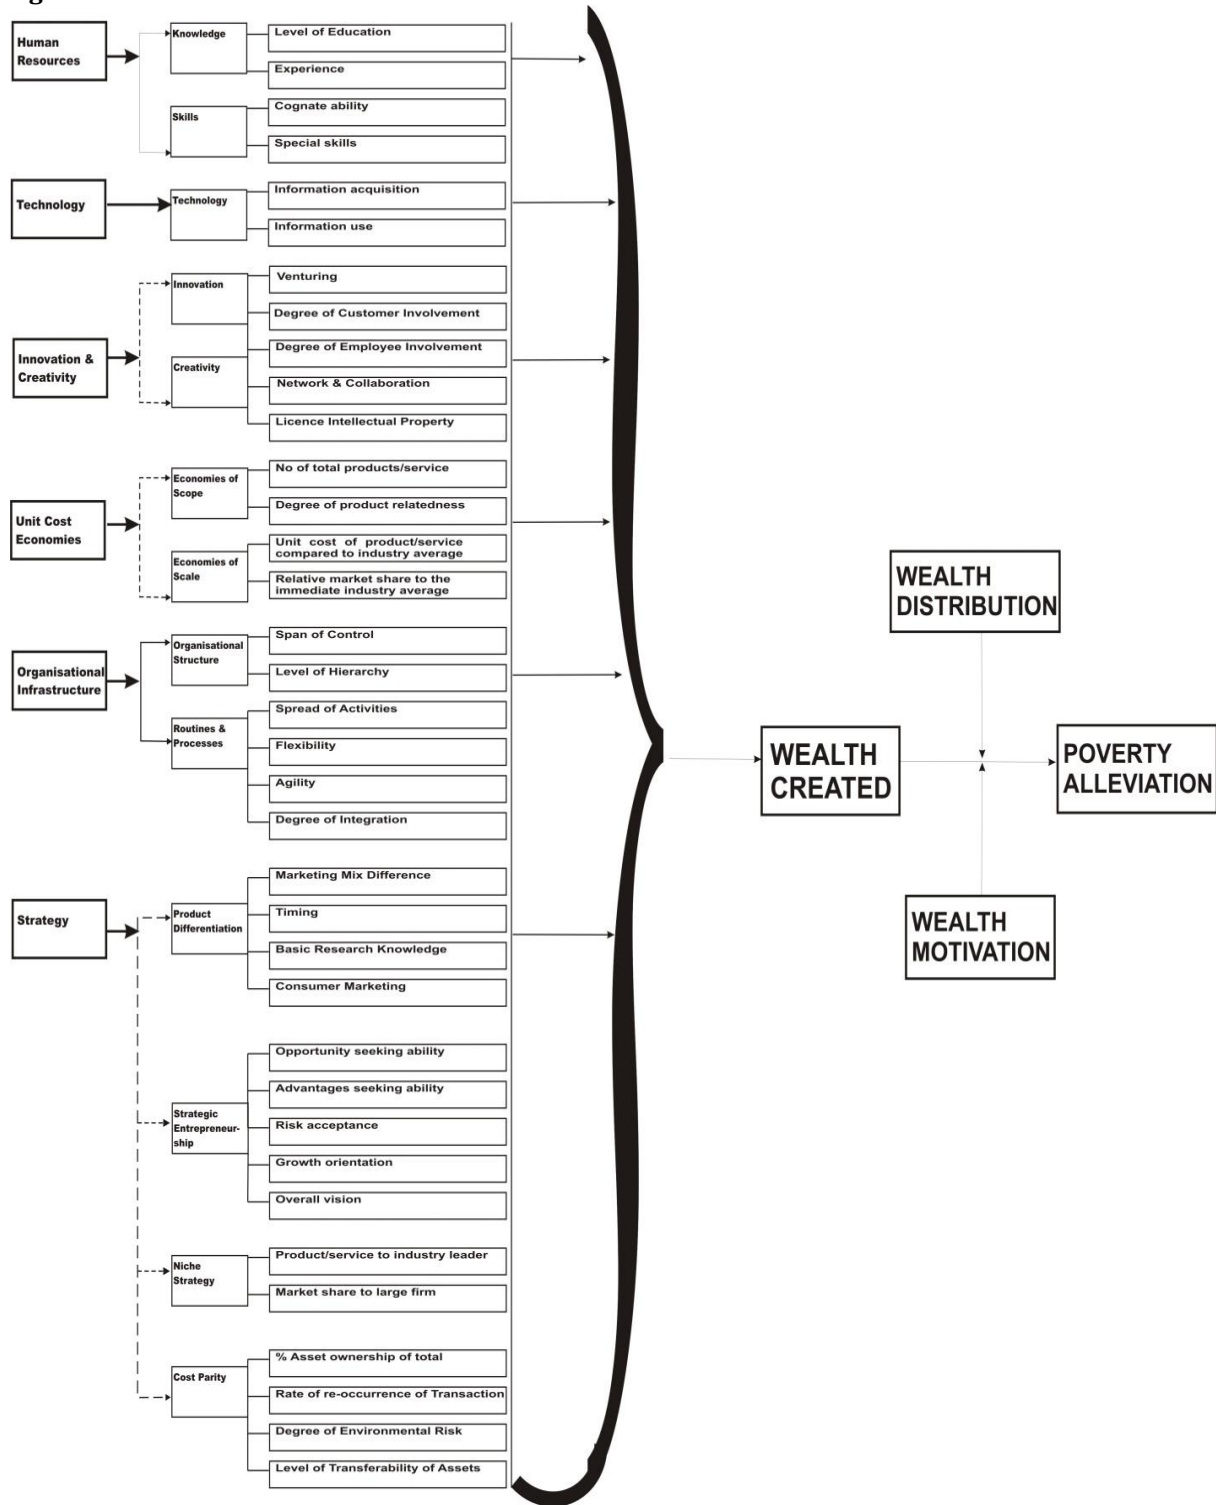 Human
Resources
Knowledge
Level of Education
Experience
Skills
Cognate ability
Special skills
Technology
Technology
Information acquisition
Information use
Innovation &
Creativity
Innovation
Venturing
Degree of Customer Involvement
Degree of Employee Involvement
Creativity
Network & Collaboration
Licence Intellectual Property
Unit Cost
Economies
Economies of
Scope
No of total products/service
Degree of product relatedness
Economies of
Scale
Unit cost of product/service
compared to industry average
Relative market share to the
immediate industry average
Organisational
Infrastructure
Organisational
Structure
Span of Control
Level of Hierarchy
Routines &
Processes
Spread of Activities
Flexibility
Agility
Degree of Integration
Strategy
Product
Differentiation
Marketing Mix Difference
Timing
Basic Research Knowledge
Consumer Marketing
Strategic
Entrepreneur-
ship
Opportunity seeking ability
Advantages seeking ability
Risk acceptance
Growth orientation
Overall vision
Niche
Strategy
Product/service to industry leader
Market share to large firm
Cost Parity
% Asset ownership of total
Rate of re-occurrence of Transaction
Degree of Environmental Risk
Level of Transferability of Assets
WEALTH
CREATED
WEALTH
DISTRIBUTION
WEALTH
MOTIVATION
POVERTY
ALLEVIATION